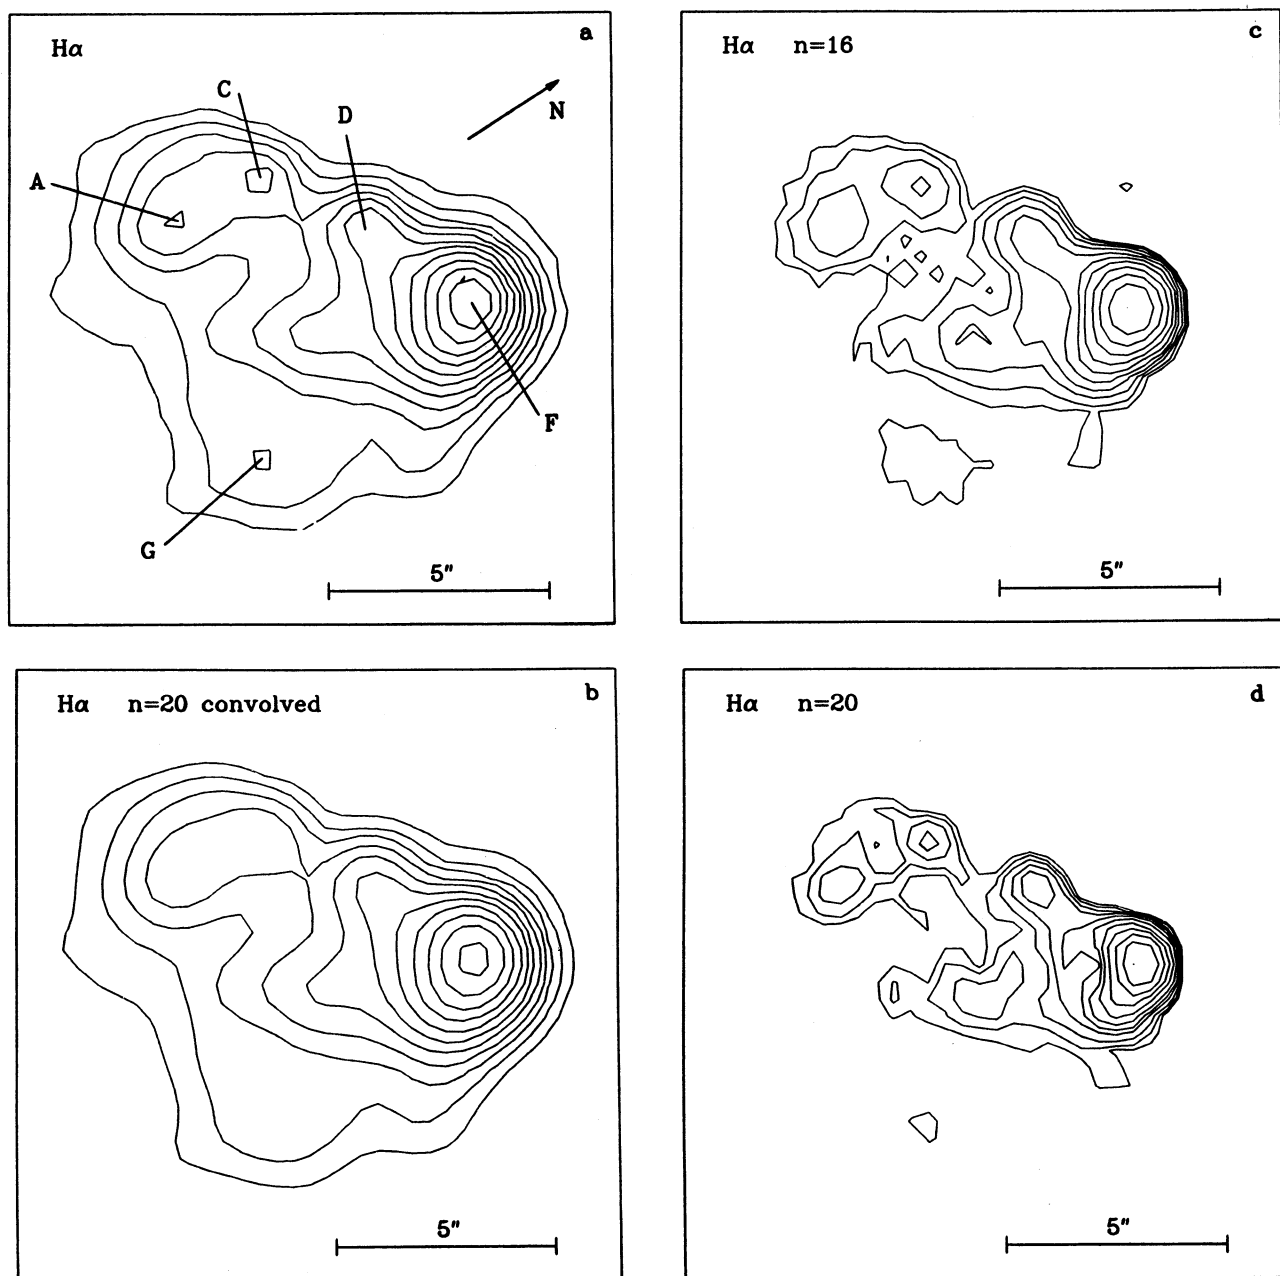 Hα
a
C
D
N
A
F
G
5"
Hα n=16
c
5"
Hα n=20 convolved
b
5"
Hα n=20
d
5"